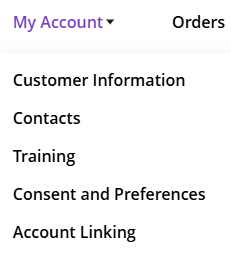 My Account Orders
Customer Information
Contacts
Training
Consent and Preferences
Account Linking